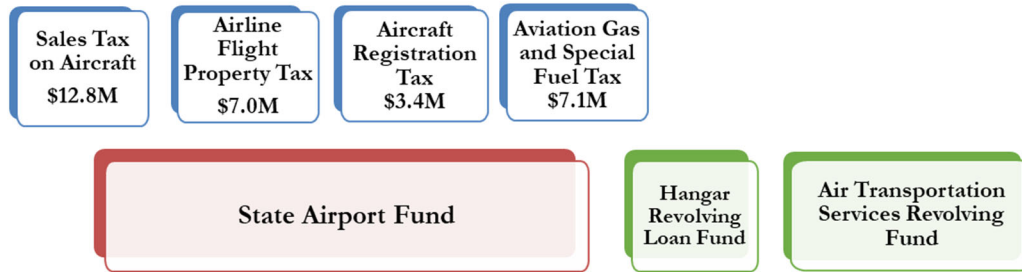 Sales Tax
on Aircraft
$12.8M
Airline
Flight
Property Tax
$7.0M
Aircraft
Registration
Tax
$3.4M
Aviation Gas
and Special
Fuel Tax
$7.1M
State Airport Fund
Hangar
Revolving
Loan Fund
Air Transportation
Services Revolving
Fund